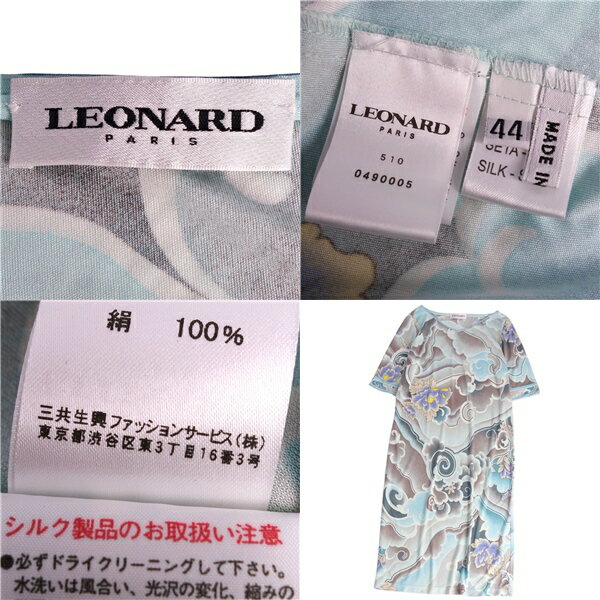 LEONARD
PARIS
LEONARD
PARIS
510
0490005
44
SETA-
SILK-S
MADE IN
絹 100%
三共生興ファッションサービス(株)
東京都渋谷区東3丁目16番3号
シルク製品のお取扱い注意
●必ずドライクリーニングして下さい。
水洗いは風合い、光沢の変化、縮みの